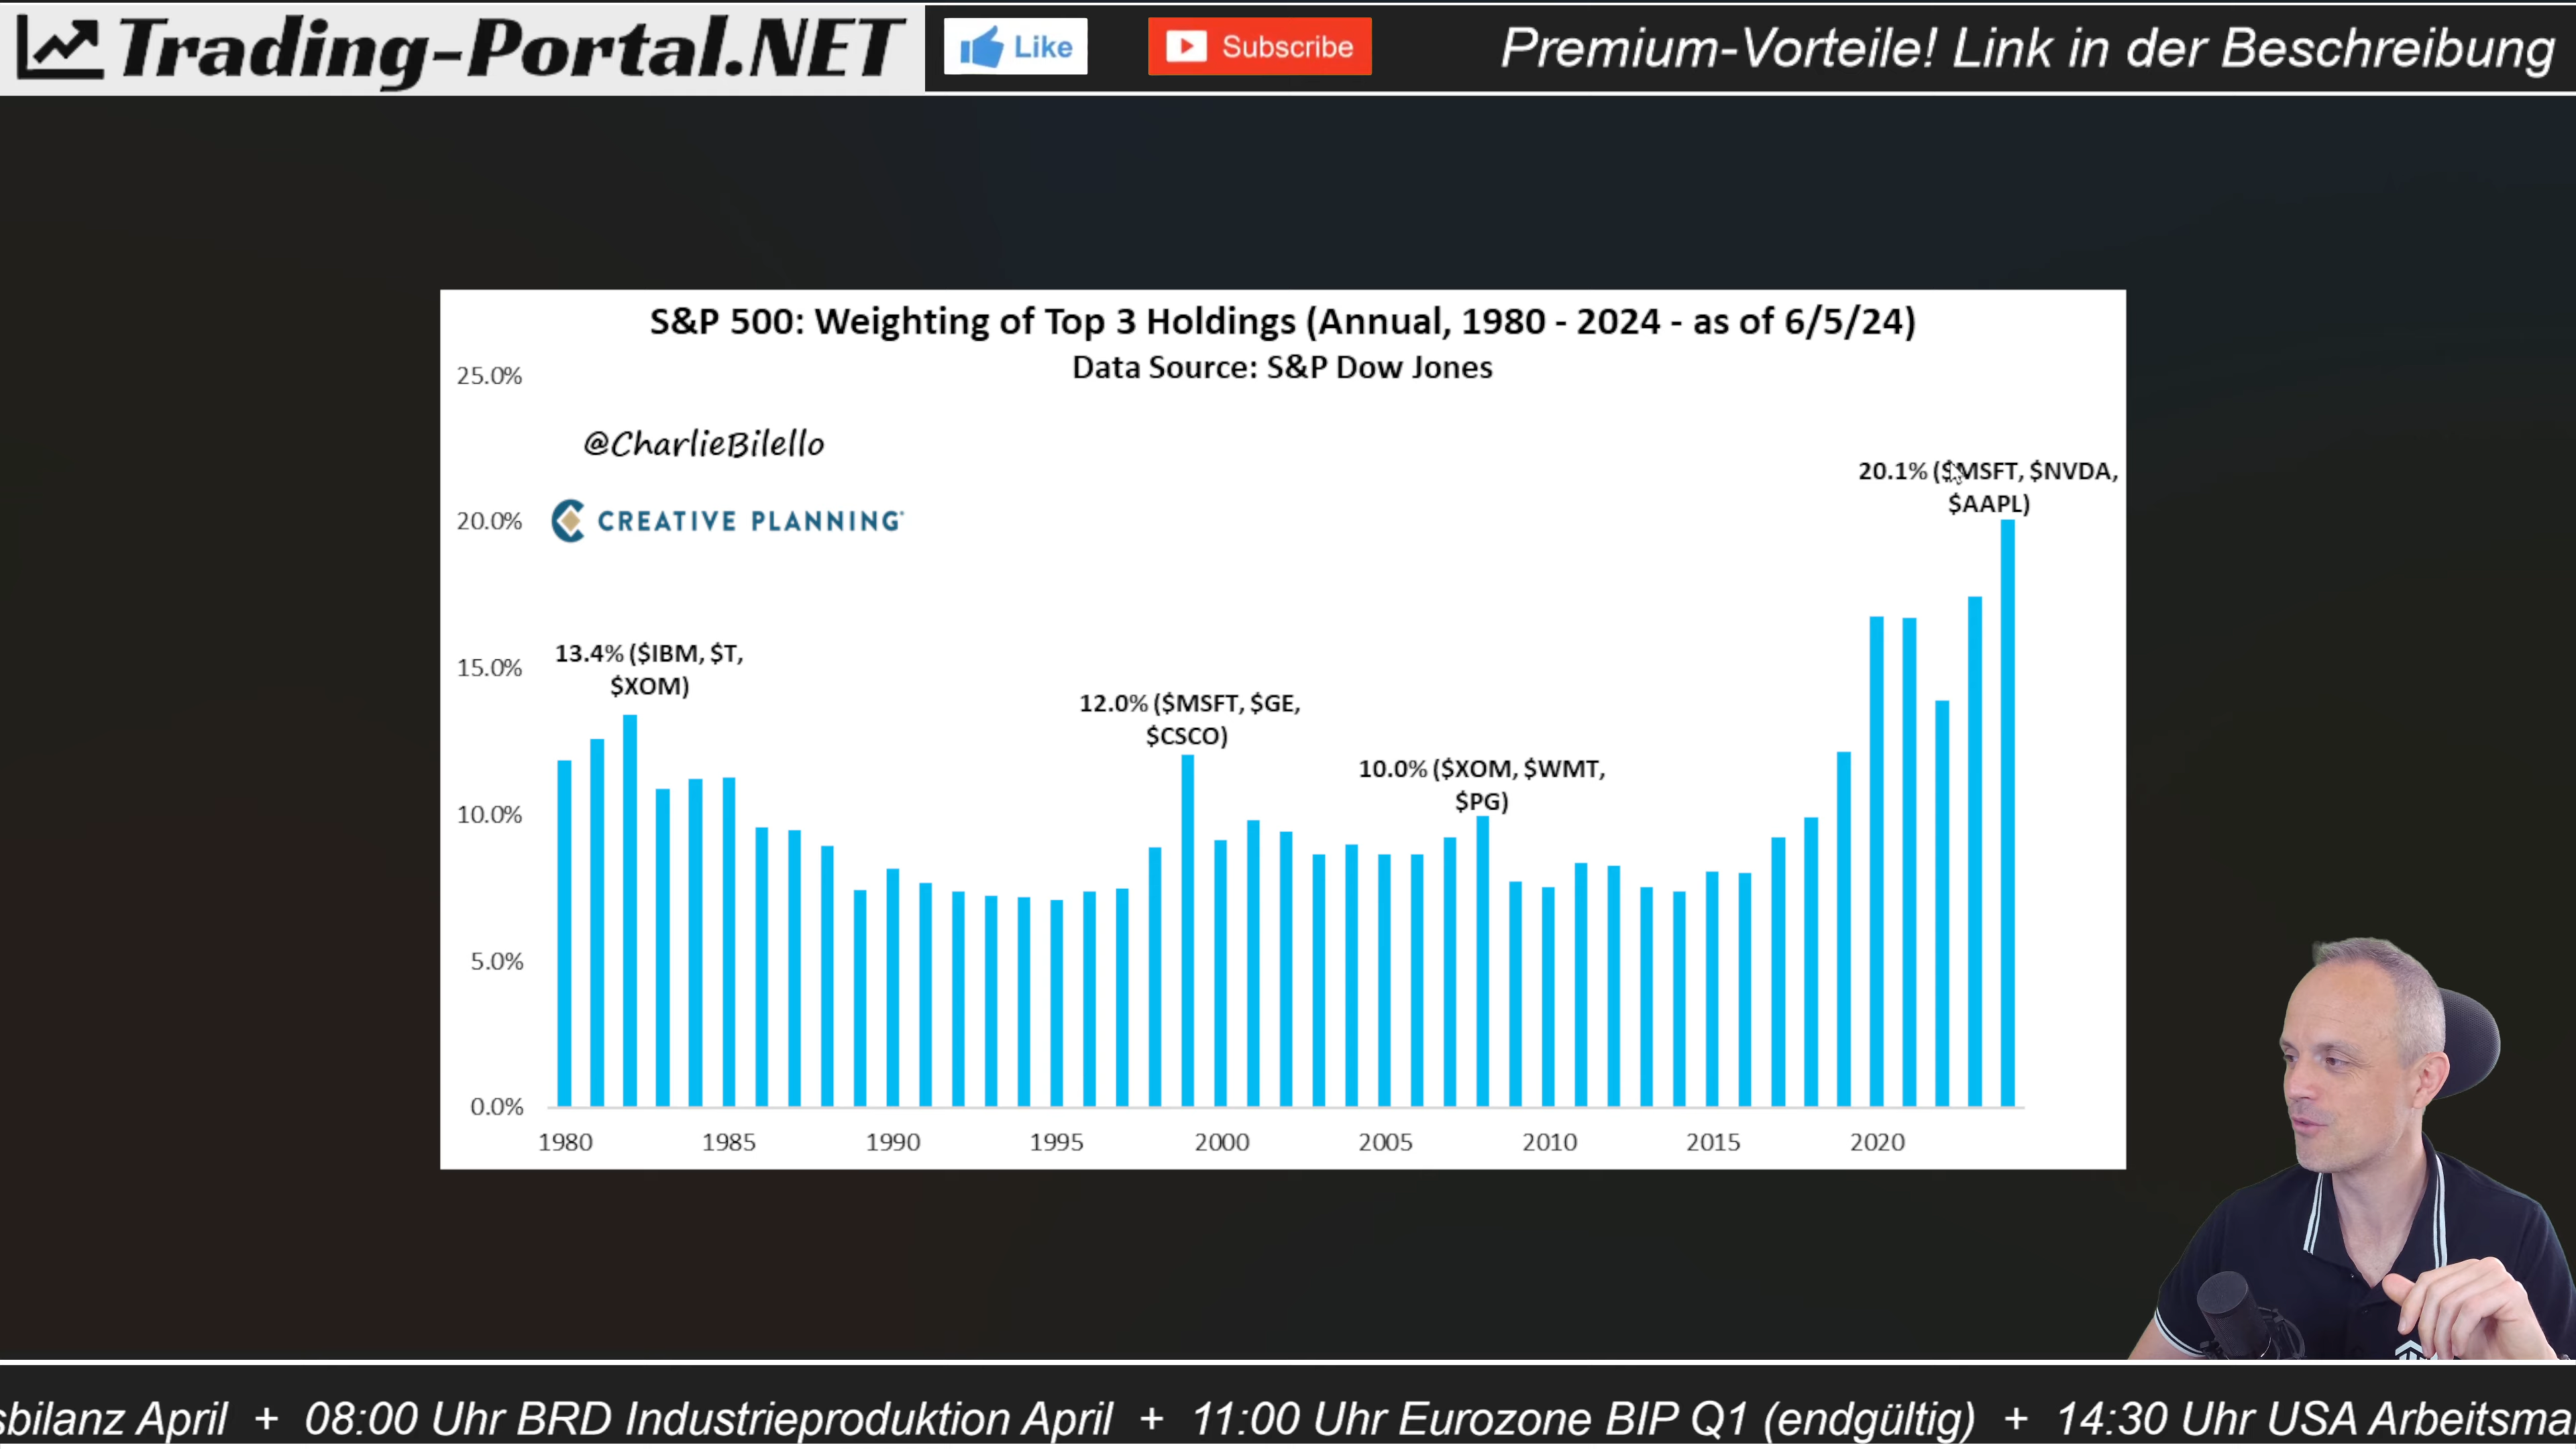 Trading-Portal.NET
Like
Subscribe
Premium-Vorteile! Link in der Beschreibung
S&P 500: Weighting of Top 3 Holdings (Annual, 1980 - 2024 - as of 6/5/24)
Data Source: S&P Dow Jones
25.0%
@CharlieBilello
20.1% ($MSFT, $NVDA,
$AAPL)
20.0%
CREATIVE PLANNING
13.4% ($IBM, $T,
$XOM)
15.0%
12.0% ($MSFT, $GE,
$CSCO)
10.0% ($XOM, $WMT,
$PG)
10.0%
5.0%
0.0%
1980 1985 1990 1995 2000 2005 2010 2015 2020
sbilanz April + 08:00 Uhr BRD Industrieproduktion April + 11:00 Uhr Eurozone BIP Q1 (endgültig) + 14:30 Uhr USA Arbeitsma